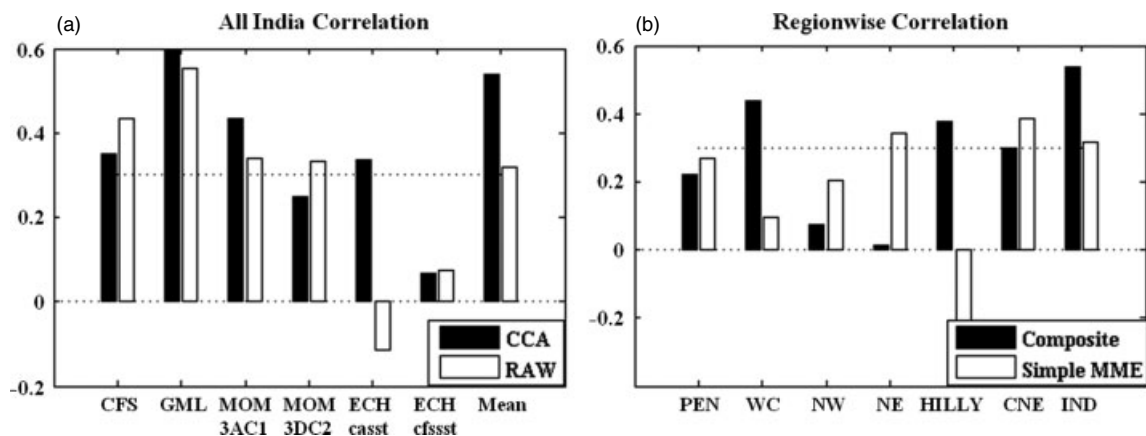 (a) All India Correlation
0.6
0.4
0.2
0
-0.2
CFS GML MOM MOM ECH ECH Mean
3AC1 3DC2 casst cfssst
CCA
RAW
(b) Regionwise Correlation
0.6
0.4
0.2
0
-0.2
PEN WC NW NE HILLY CNE IND
Composite
Simple MME